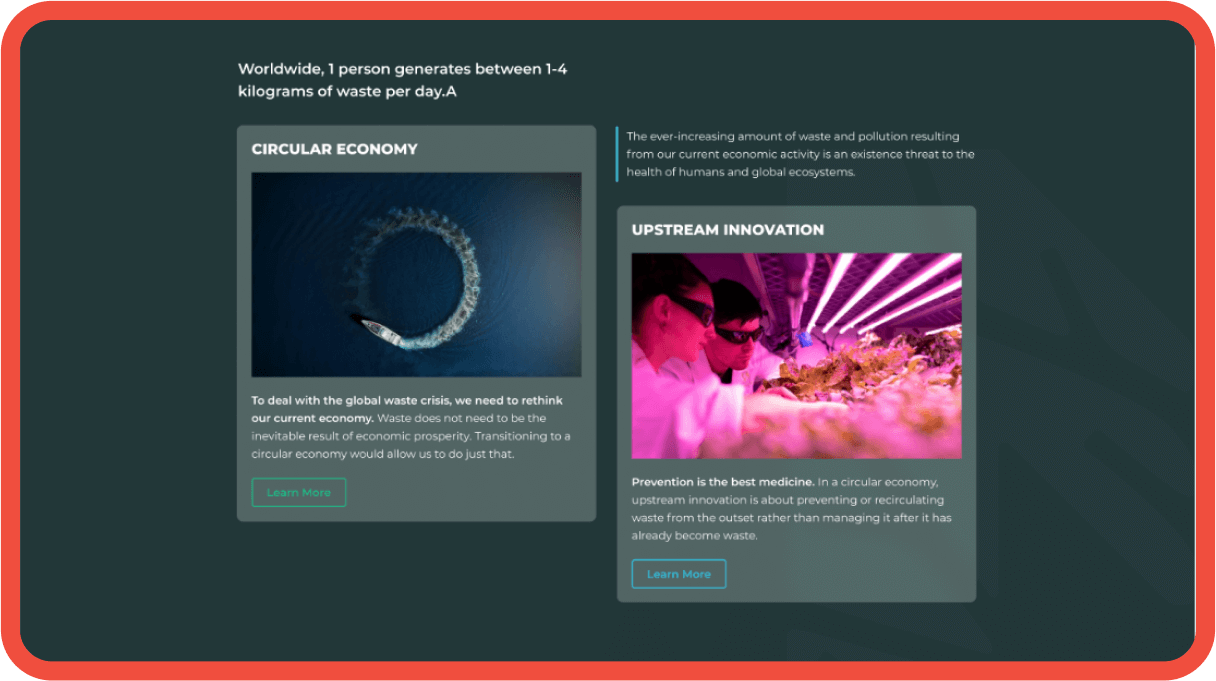 Worldwide, 1 person generates between 1-4
kilograms of waste per day.A
CIRCULAR ECONOMY
To deal with the global waste crisis, we need to rethink
our current economy. Waste does not need to be the
inevitable result of economic prosperity. Transitioning to a
circular economy would allow us to do just that.
Learn More
The ever-increasing amount of waste and pollution resulting
from our current economic activity is an existence threat to the
health of humans and global ecosystems.
UPSTREAM INNOVATION
Prevention is the best medicine. In a circular economy,
upstream innovation is about preventing or recirculating
waste from the outset rather than managing it after it has
already become waste.
Learn More